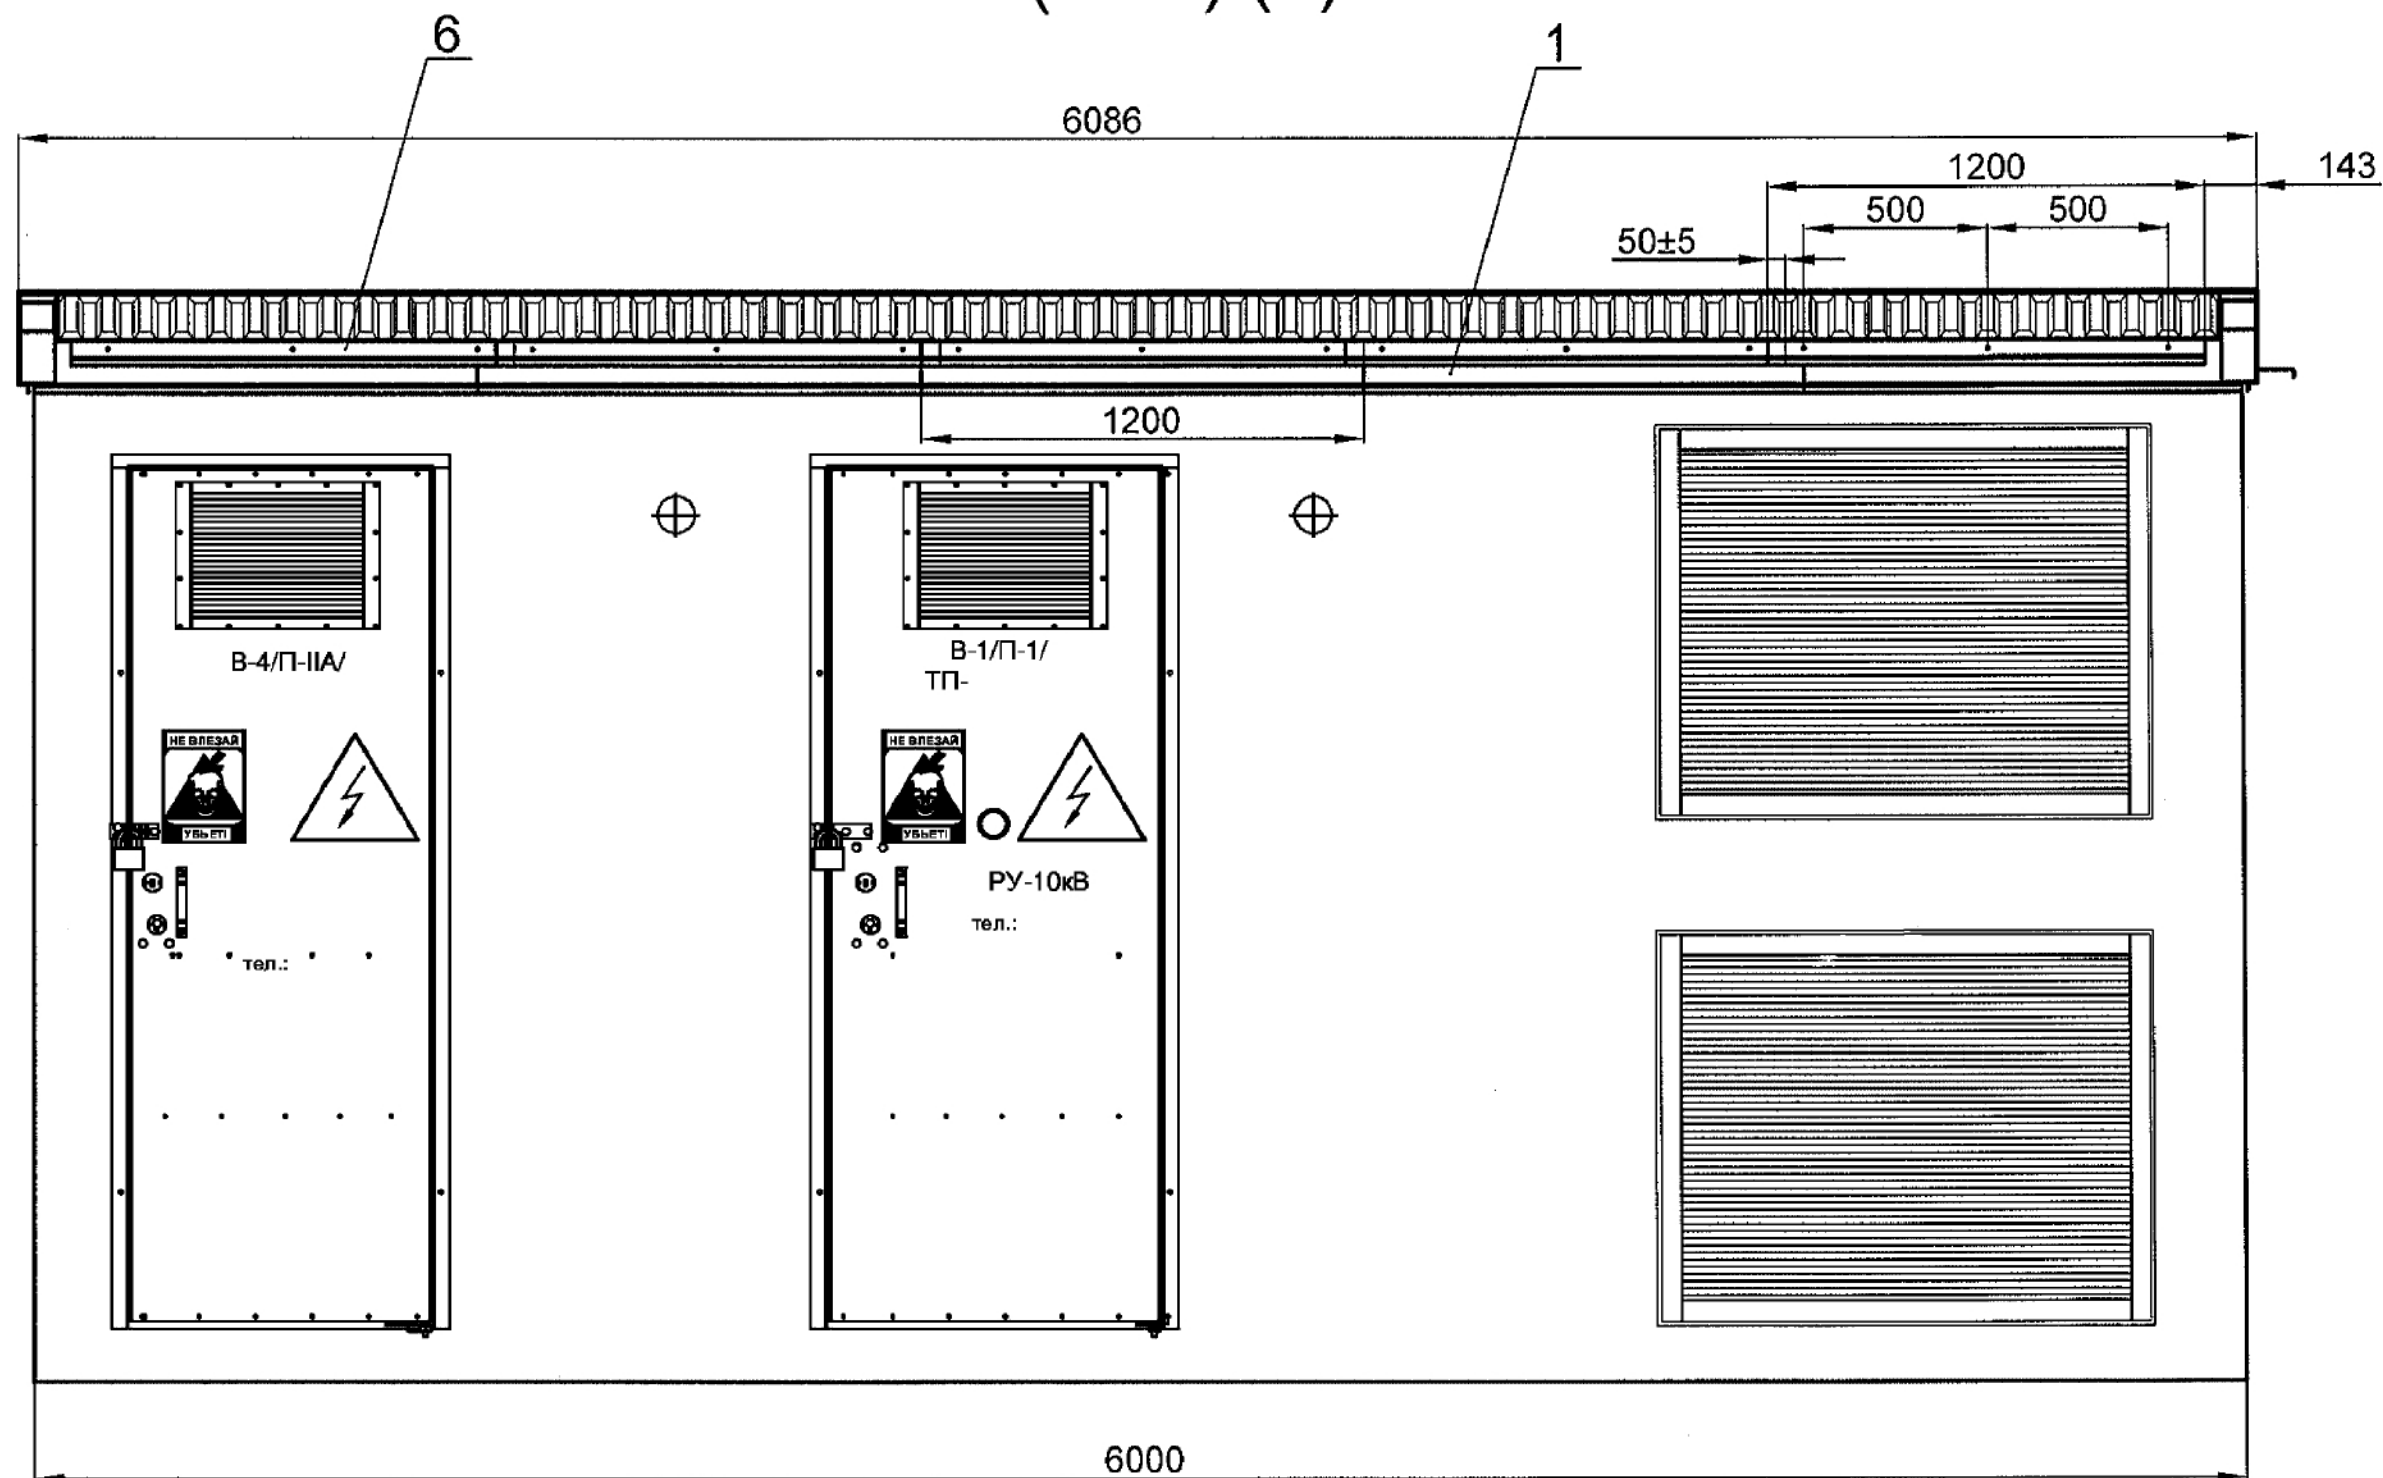 6
1
6086
1200
143
500
500
50±5
1200
В-4/П-IIА/
В-1/П-1/
ТП-
НЕ ВЛЕЗАЙ
УБЬЕТ!
НЕ ВЛЕЗАЙ
УБЬЕТ!
РУ-10кВ
тел.:
тел.:
6000